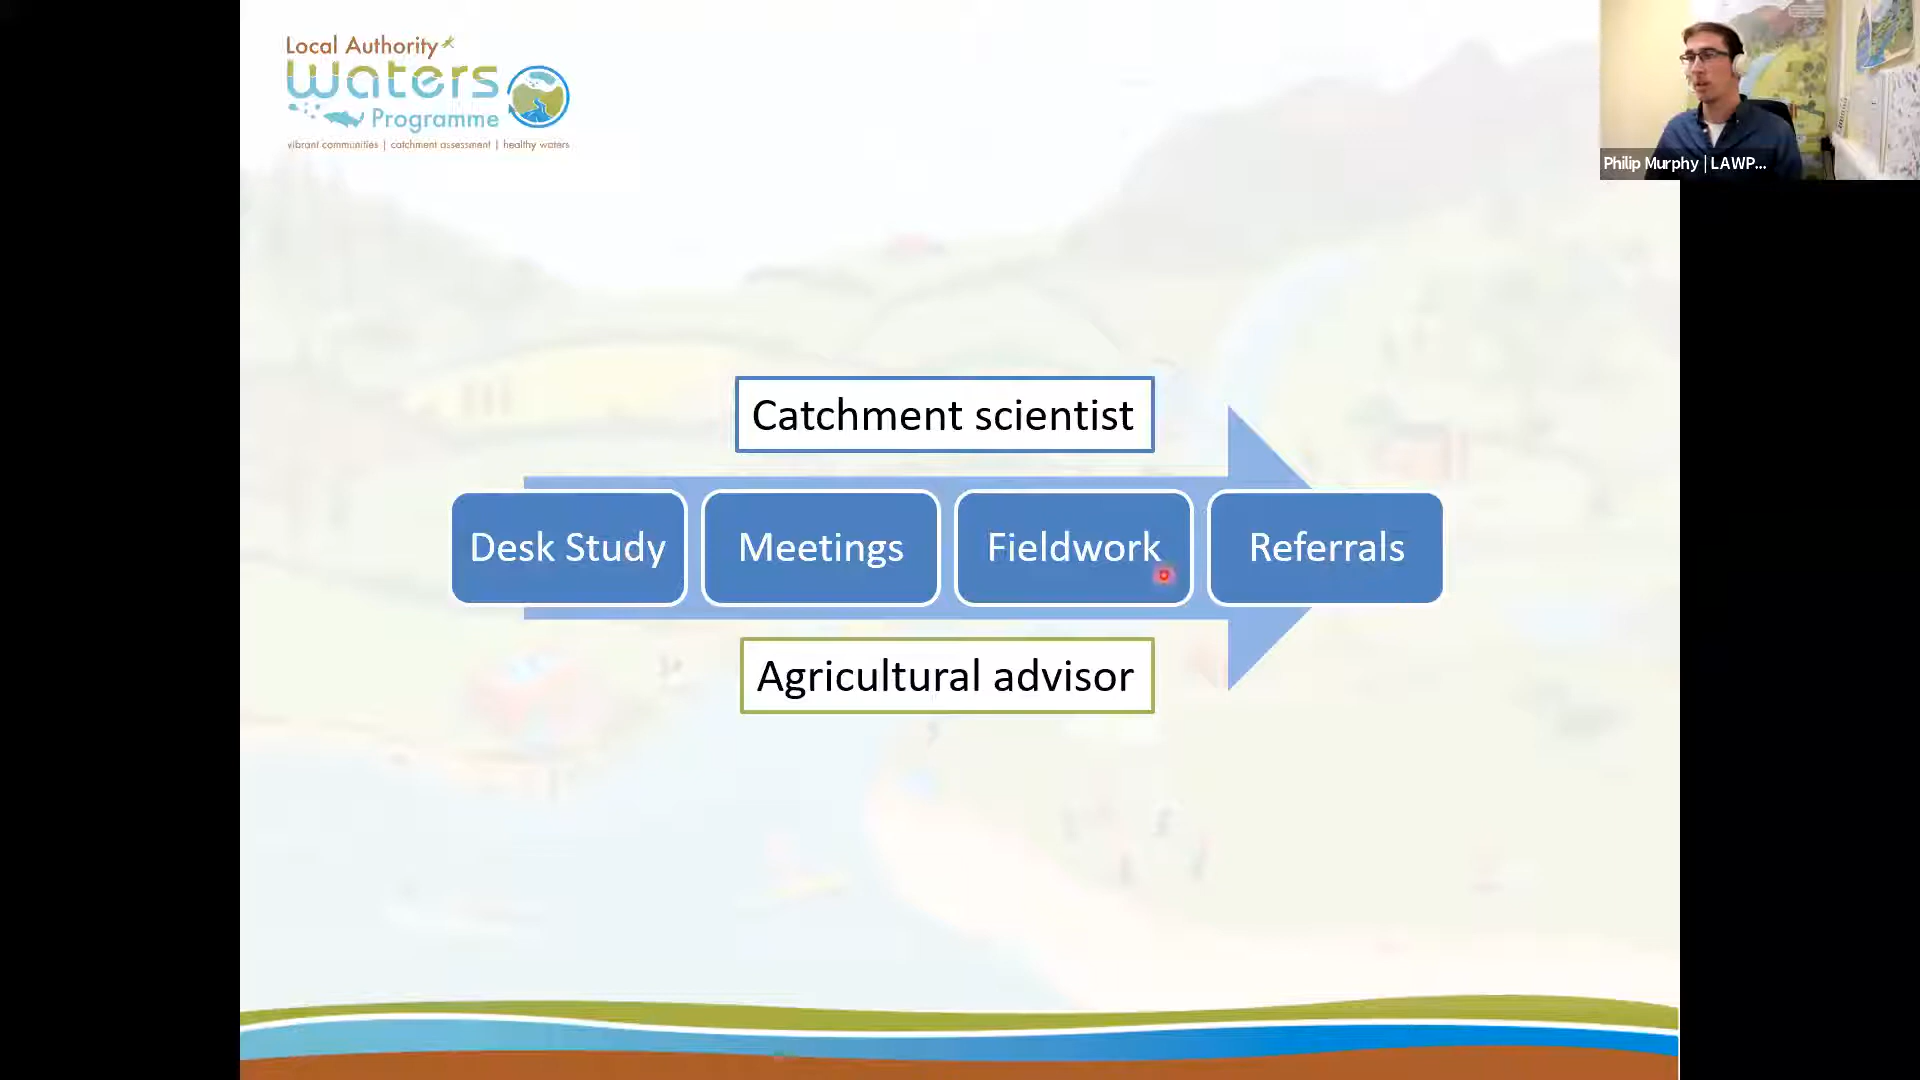 Local Authority
waters
Programme
vibrant communities | catchment assessment | healthy waters
Philip Murphy | LAWP...
Catchment scientist
Desk Study
Meetings
Fieldwork
Referrals
Agricultural advisor